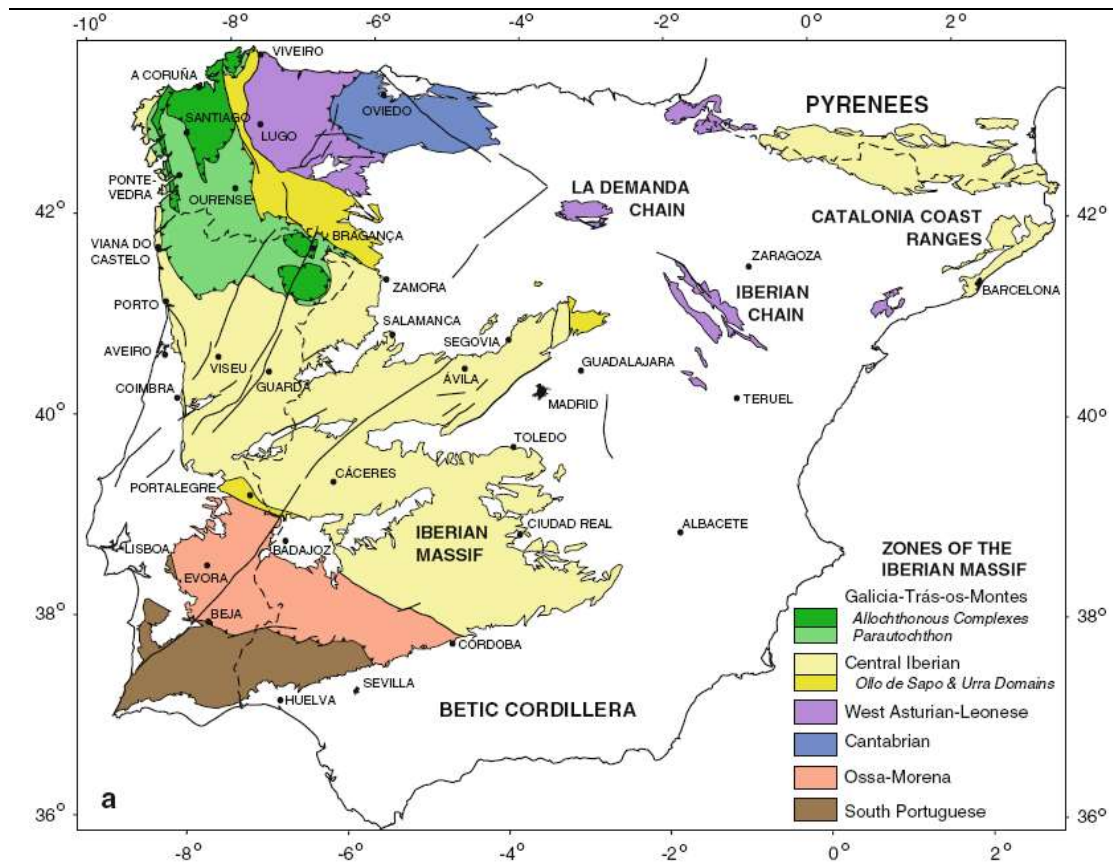 -10° -8° -6° -4° -2° 0° 2°
VIVEIRO
A CORUÑA
OVIEDO
PYRENEES
SANTIAGO
LUGO
PONTE-
VEDRA
OURENSE
LA DEMANDA
CHAIN
42°
42°
CATALONIA COAST
RANGES
VIANA DO
CASTELO
BRAGANÇA
ZARAGOZA
ZAMORA
IBERIAN
CHAIN
BARCELONA
PORTO
SALAMANCA
SEGOVIA
AVEIRO
VISEU
GUARDA
ÁVILA
GUADALAJARA
COIMBRA
MADRID
TERUEL
40°
40°
TOLEDO
CÁCERES
PORTALEGRE
IBERIAN
MASSIF
CIUDAD REAL
ALBACETE
LISBOA
BADAJOZ
EVORA
ZONES OF THE
IBERIAN MASSIF
38°
38°
BEJA
CÓRDOBA
SEVILLA
HUELVA
BETIC CORDILLERA
Galicia-Trás-os-Montes
Allochthonous Complexes
Parautochthon
Central Iberian
Ollo de Sapo & Urra Domains
West Asturian-Leonese
Cantabrian
Ossa-Morena
South Portuguese
a
36°
36°
-8° -6° -4° -2° 0° 2°